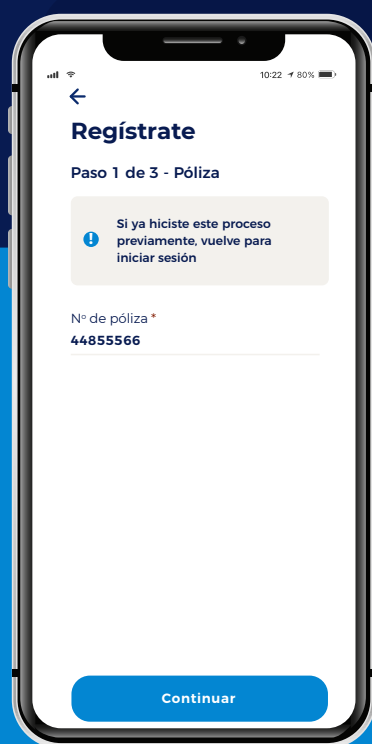 10:22 80%
Regístrate
Paso 1 de 3 - Póliza
Si ya hiciste este proceso
previamente, vuelve para
iniciar sesión
Nº de póliza *
44855566
Continuar